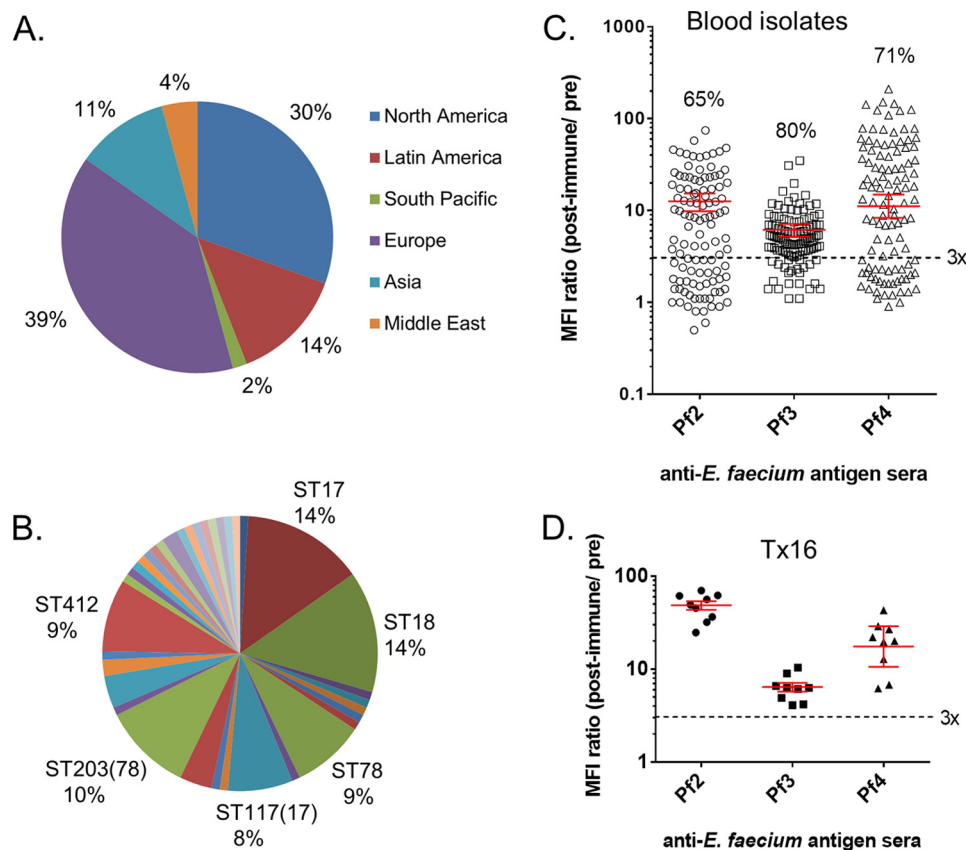 A.
4%
11%
30%
39%
14%
2%
North America
Latin America
South Pacific
Europe
Asia
Middle East
B.
ST17
14%
ST18
14%
ST412
9%
ST78
9%
ST203(78)
10%
ST117(17)
8%
C.
Blood isolates
MFI ratio (post-immune/ pre)
1000
100
10
1
0.1
65%
80%
71%
3x
Pf2
Pf3
Pf4
anti-E. faecium antigen sera
D.
Tx16
MFI ratio (post-immune/ pre)
100
10
1
3x
Pf2
Pf3
Pf4
anti-E. faecium antigen sera